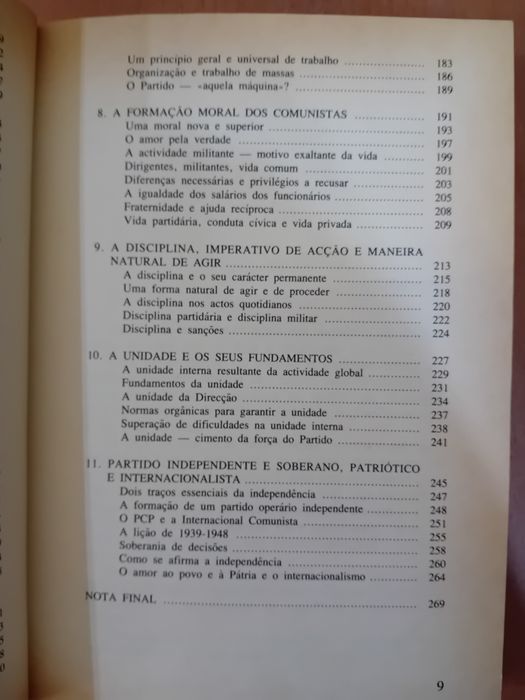 Um princípio geral e universal de trabalho ........................ 183
Organização e trabalho de massas ........................ 186
O Partido — «aquela máquina»? ........................ 189
8. A FORMAÇÃO MORAL DOS COMUNISTAS ........................ 191
Uma moral nova e superior ........................ 193
O amor pela verdade ........................ 197
A actividade militante — motivo exaltante da vida ........................ 199
Dirigentes, militantes, vida comum ........................ 201
Diferenças necessárias e privilégios a recusar ........................ 203
A igualdade dos salários dos funcionários ........................ 205
Fraternidade e ajuda recíproca ........................ 208
Vida partidária, conduta cívica e vida privada ........................ 209
9. A DISCIPLINA, IMPERATIVO DE ACÇÃO E MANEIRA
NATURAL DE AGIR ........................ 213
A disciplina e o seu carácter permanente ........................ 215
Uma forma natural de agir e de proceder ........................ 218
A disciplina nos actos quotidianos ........................ 220
Disciplina partidária e disciplina militar ........................ 222
Disciplina e sanções ........................ 224
10. A UNIDADE E OS SEUS FUNDAMENTOS ........................ 227
A unidade interna resultante da actividade global ........................ 229
Fundamentos da unidade ........................ 231
A unidade da Direcção ........................ 234
Normas orgânicas para garantir a unidade ........................ 237
Superação de dificuldades na unidade interna ........................ 238
A unidade — cimento da força do Partido ........................ 241
11. PARTIDO INDEPENDENTE E SOBERANO, PATRIÓTICO
E INTERNACIONALISTA ........................ 245
Dois traços essenciais da independência ........................ 247
A formação de um partido operário independente ........................ 248
O PCP e a Internacional Comunista ........................ 251
A lição de 1939-1948 ........................ 255
Soberania de decisões ........................ 258
Como se afirma a independência ........................ 260
O amor ao povo e à Pátria e o internacionalismo ........................ 264
NOTA FINAL ........................ 269
9